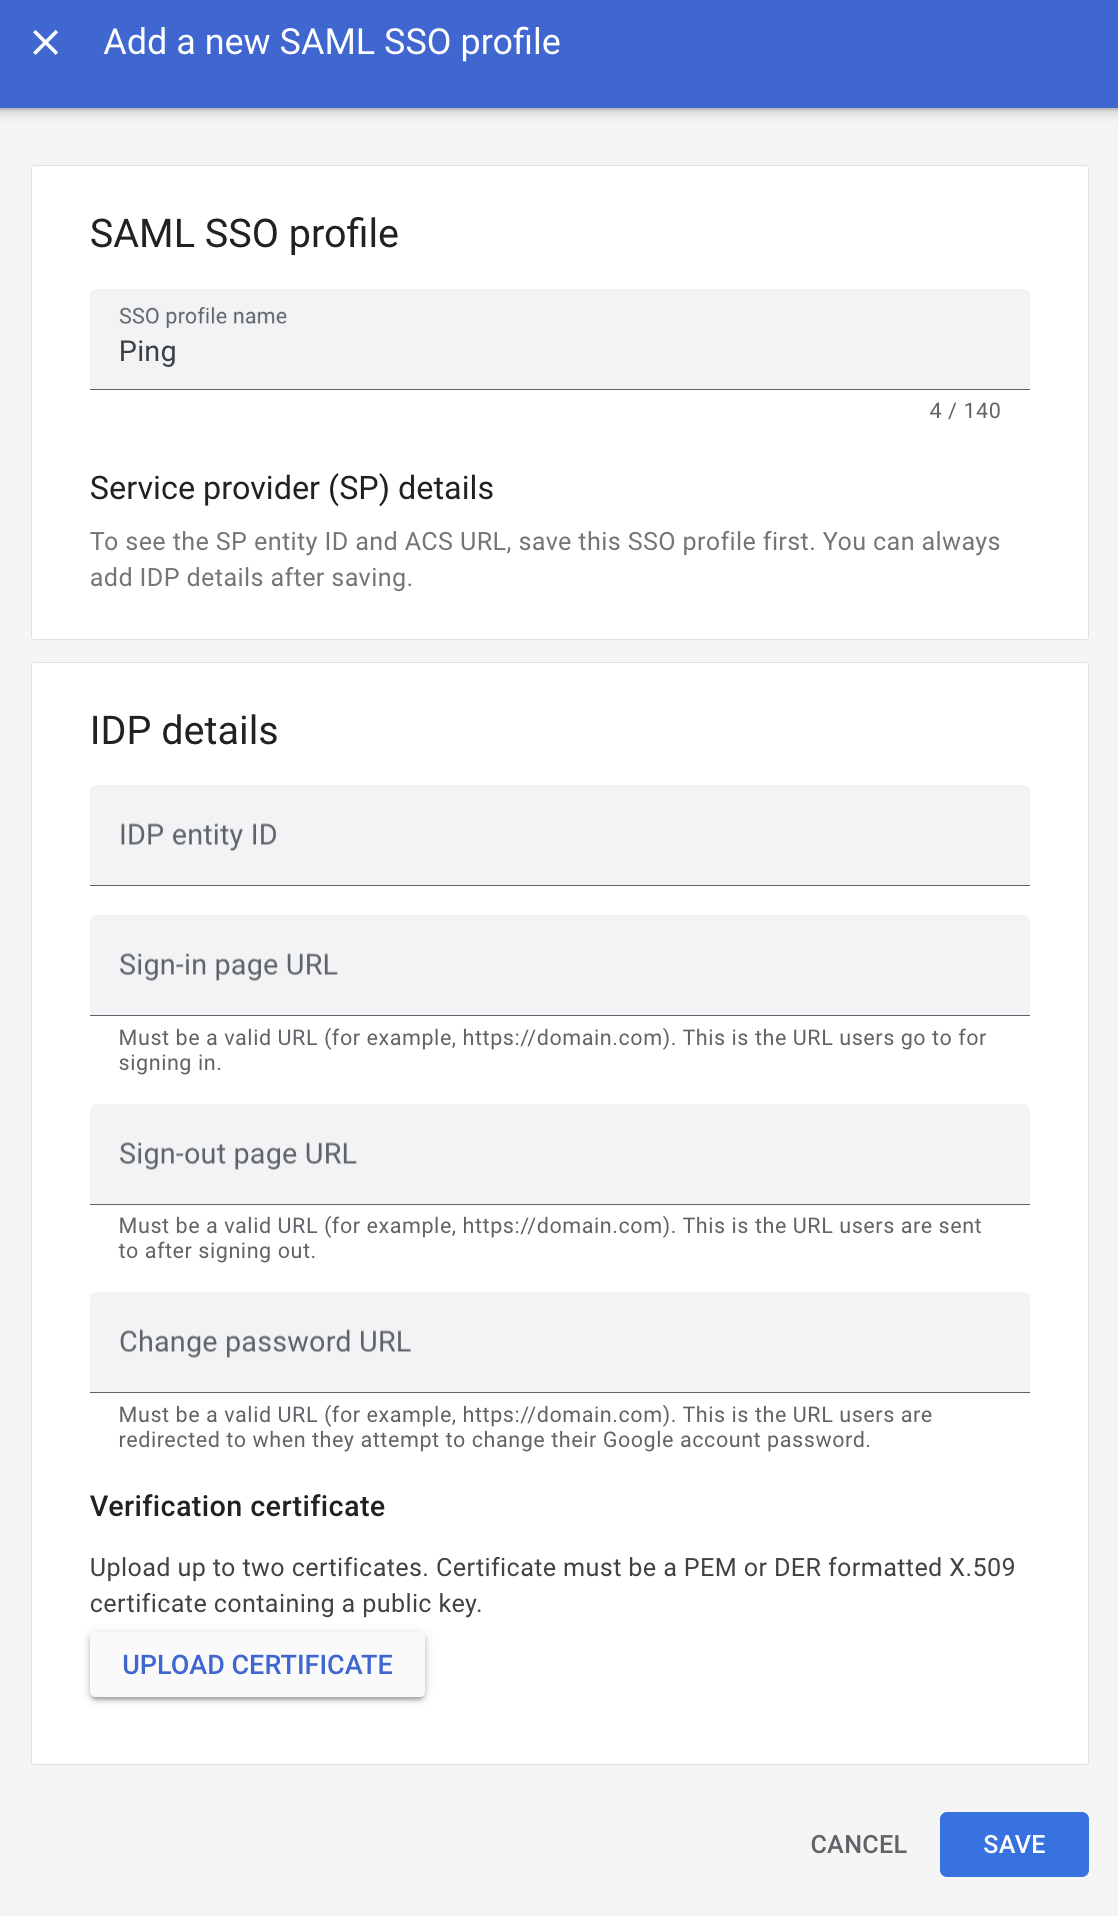 Add a new SAML SSO profile
SAML SSO profile
SSO profile name
Ping
4 / 140
Service provider (SP) details
To see the SP entity ID and ACS URL, save this SSO profile first. You can always
add IDP details after saving.
IDP details
IDP entity ID
Sign-in page URL
Must be a valid URL (for example, https://domain.com). This is the URL users go to for
signing in.
Sign-out page URL
Must be a valid URL (for example, https://domain.com). This is the URL users are sent
to after signing out.
Change password URL
Must be a valid URL (for example, https://domain.com). This is the URL users are
redirected to when they attempt to change their Google account password.
Verification certificate
Upload up to two certificates. Certificate must be a PEM or DER formatted X.509
certificate containing a public key.
UPLOAD CERTIFICATE
CANCEL
SAVE